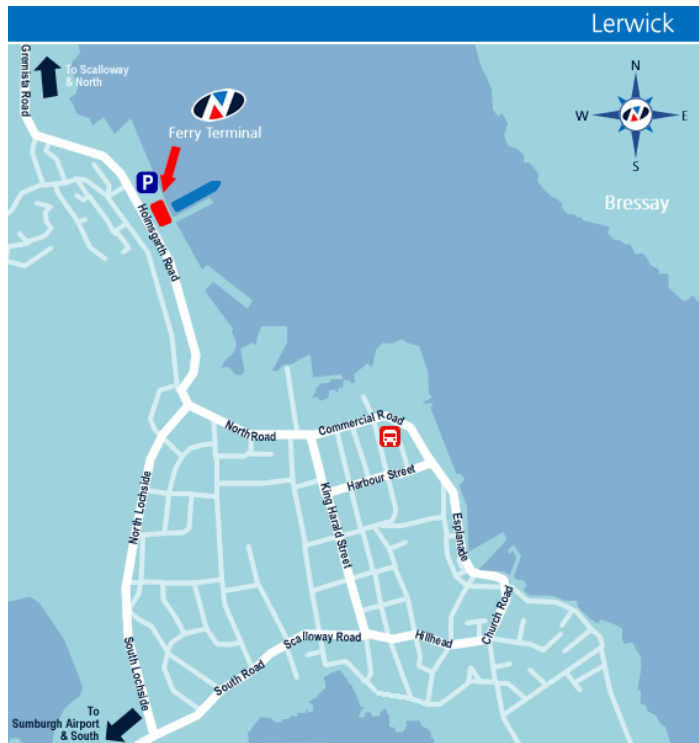 Lerwick
Gremista Road
To Scalloway
& North
N
W
E
S
Ferry Terminal
P
Bressay
Holmsgarth Road
North Road
Commercial Road
Harbour Street
King Harald Street
North Lochside
Esplanade
Church Road
Hillhead
Scalloway Road
South Road
South Lochside
To
Sumburgh Airport
& South